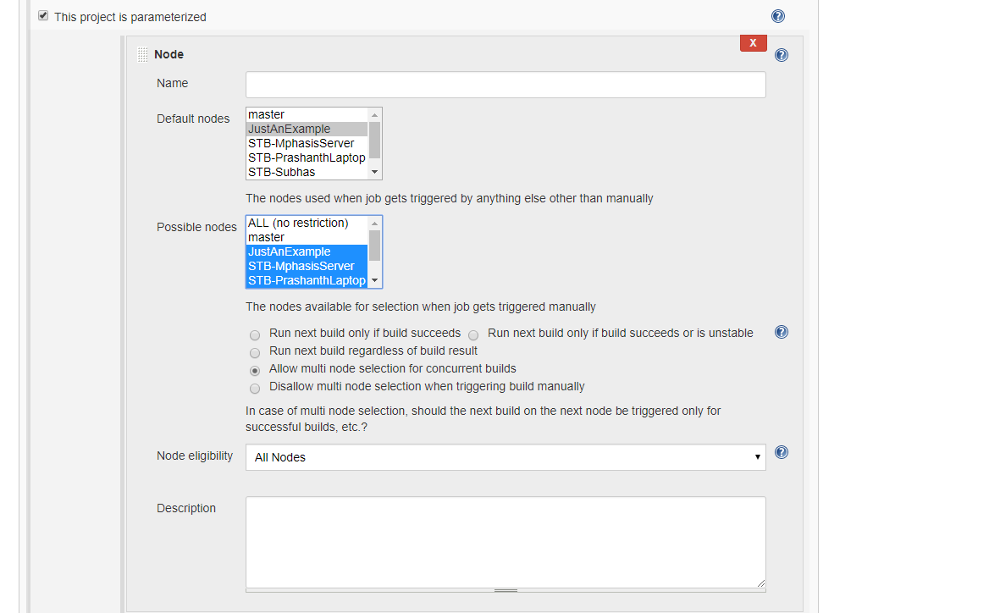 This project is parameterized
X
Node
Name
Default nodes
master
JustAnExample
STB-MphasisServer
STB-PrashanthLaptop
STB-Subhas
The nodes used when job gets triggered by anything else other than manually
Possible nodes
ALL (no restriction)
master
JustAnExample
STB-MphasisServer
STB-PrashanthLaptop
The nodes available for selection when job gets triggered manually
Run next build only if build succeeds Run next build only if build succeeds or is unstable
Run next build regardless of build result
Allow multi node selection for concurrent builds
Disallow multi node selection when triggering build manually
In case of multi node selection, should the next build on the next node be triggered only for
successful builds, etc.?
Node eligibility
All Nodes
Description